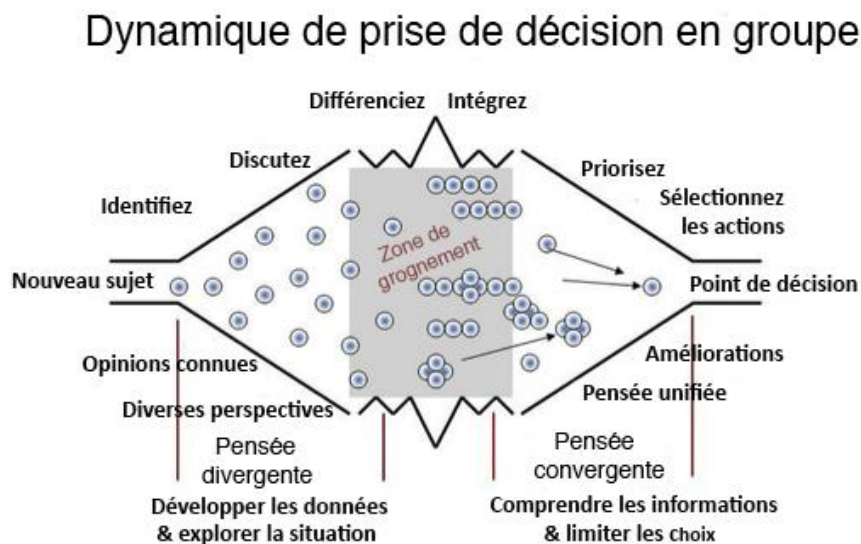 Dynamique de prise de décision en groupe
Différenciez
Intégrez
Discutez
Priorisez
Identifiez
Sélectionnez
les actions
Zone de
grognement
Nouveau sujet
Point de décision
Opinions connues
Améliorations
Diverses perspectives
Pensée unifiée
Pensée
divergente
Pensée
convergente
Développer les données
& explorer la situation
Comprendre les informations
& limiter les choix